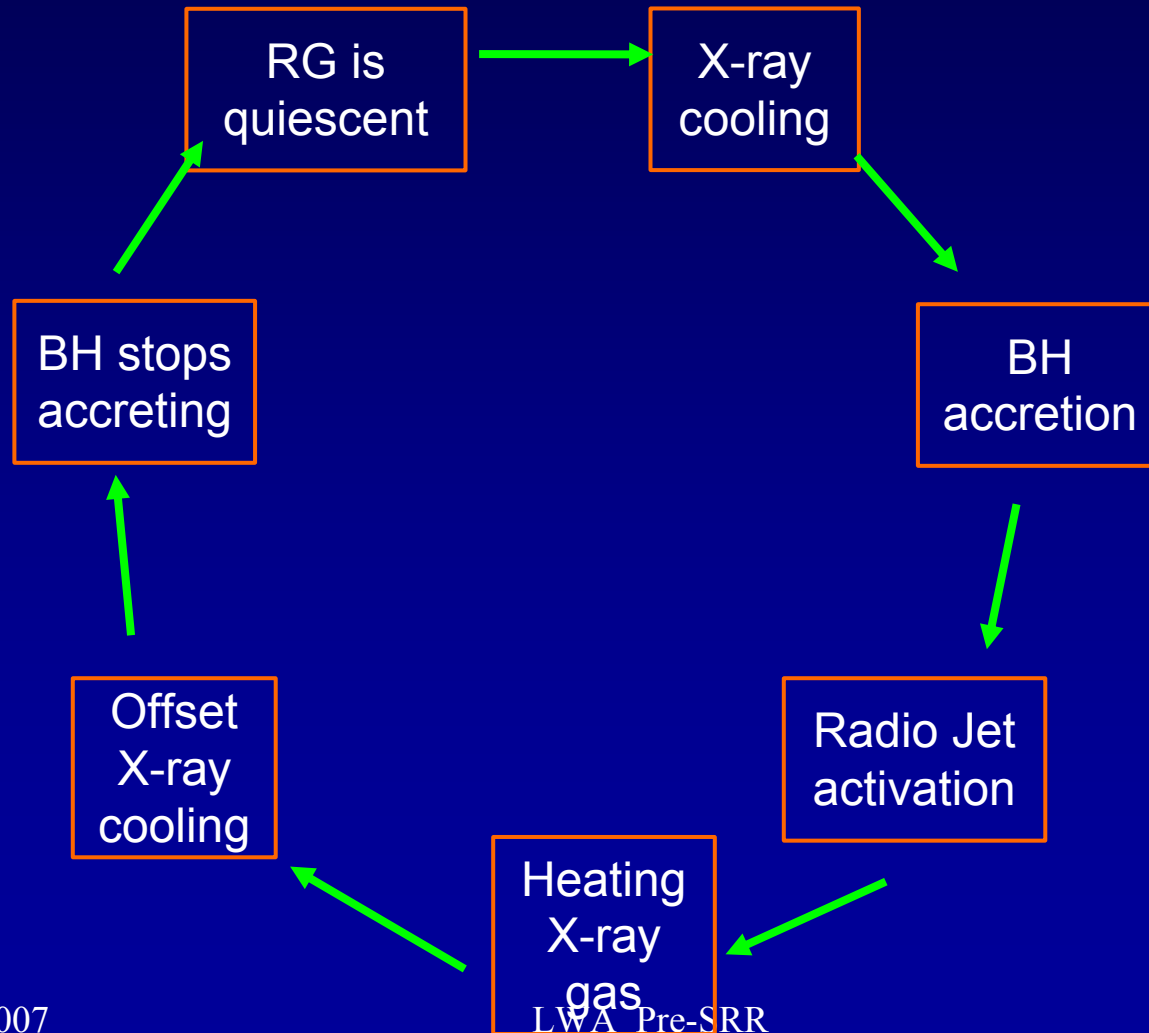 RG is
quiescent
X-ray
cooling
BH
accretion
Radio Jet
activation
Heating
X-ray
gas
Offset
X-ray
cooling
BH stops
accreting
007
LWA Pre-SRR